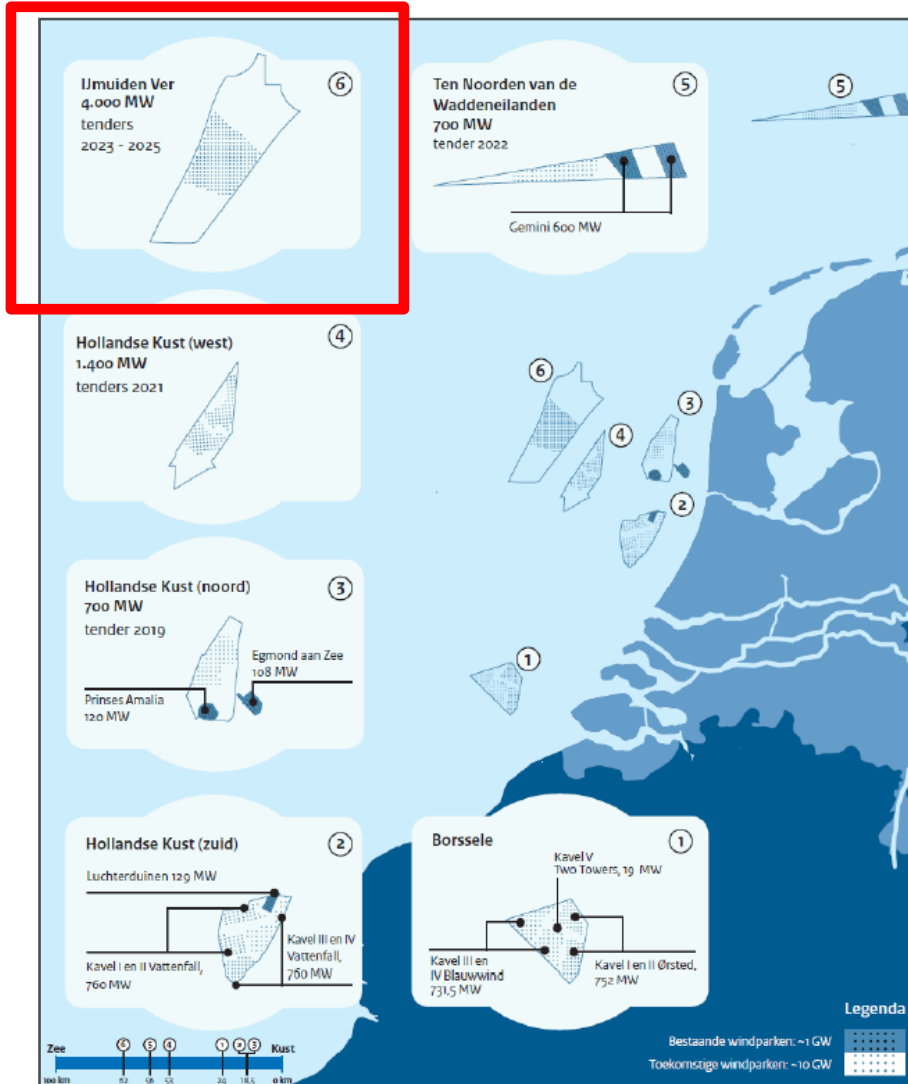 IJmuiden Ver
4.000 MW
tenders
2023 - 2025
6
Ten Noorden van de
Waddeneilanden
700 MW
tender 2022
5
Gemini 600 MW
5
Hollandse Kust (west)
1.400 MW
tenders 2021
4
6
4
3
2
1
Hollandse Kust (noord)
700 MW
tender 2019
3
Egmond aan Zee
108 MW
Prinses Amalia
120 MW
Hollandse Kust (zuid)
2
Luchterduinen 129 MW
Kavel I en II Vattenfall,
760 MW
Kavel III en IV
Vattenfall,
760 MW
Borssele
1
Kavel V
Two Towers, 19 MW
Kavel III en
IV Blauwwind
731,5 MW
Kavel I en II Ørsted,
752 MW
Legenda
Bestaande windparken: ~1 GW
Toekomstige windparken: ~10 GW
Zee
6
5
4
1
2
3
Kust
100 km
62
56
53
24
18,5
0 km